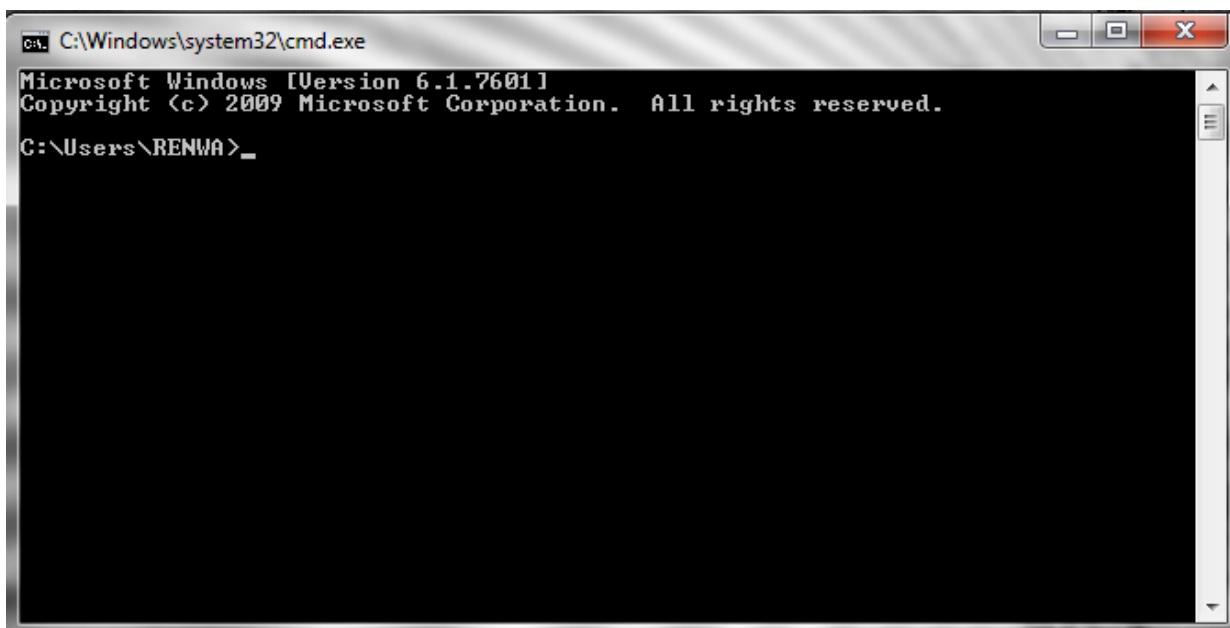 C:\Windows\system32\cmd.exe
Microsoft Windows [Version 6.1.7601]
Copyright (c) 2009 Microsoft Corporation.  All rights reserved.
C:\Users\RENWA>_